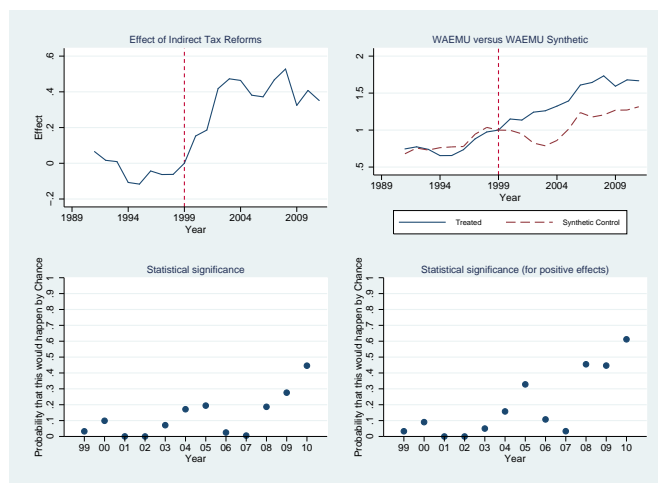 Effect of Indirect Tax Reforms
Effect
-.2 0 .2 .4 .6
1989 1994 1999 2004 2009
Year
WAEMU versus WAEMU Synthetic
.5 1 1.5 2
1989 1994 1999 2004 2009
Year
Treated Synthetic Control
Statistical significance
Probability that this would happen by Chance
0 .1 .2 .3 .4 .5 .6 .7 .8 .9 1
99 00 01 02 03 04 05 06 07 08 09 10
Year
Statistical significance (for positive effects)
Probability that this would happen by Chance
0 .1 .2 .3 .4 .5 .6 .7 .8 .9 1
99 00 01 02 03 04 05 06 07 08 09 10
Year